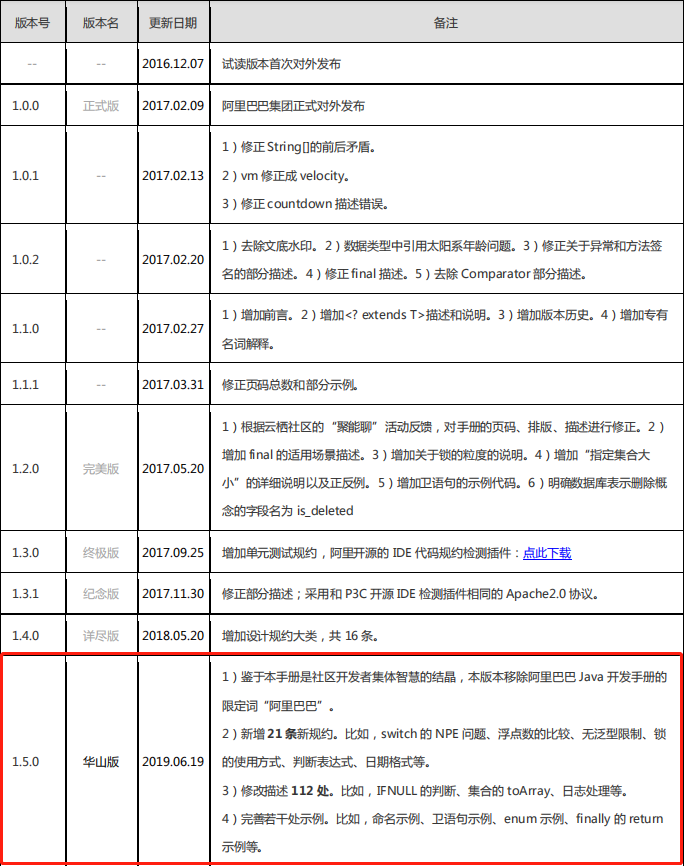 版本号 版本名 更新日期 备注
-- -- 2016.12.07 试读版本首次对外发布
1.0.0 正式版 2017.02.09 阿里巴巴集团正式对外发布
1）修正 String[]的前后矛盾。
1.0.1 -- 2017.02.13 2）vm 修正成 velocity。
3）修正 countdown 描述错误。
1）去除文底水印。2）数据类型中引用太阳系年龄问题。3）修正关于异常和方法签
1.0.2 -- 2017.02.20
名的部分描述。4）修正 final 描述。5）去除 Comparator 部分描述。
1）增加前言。2）增加<? extends T>描述和说明。3）增加版本历史。4）增加专有
1.1.0 -- 2017.02.27
名词解释。
1.1.1 -- 2017.03.31 修正页码总数和部分示例。
1）根据云栖社区的“聚能聊”活动反馈，对手册的页码、排版、描述进行修正。2）
增加 final 的适用场景描述。3）增加关于锁的粒度的说明。4）增加“指定集合大
1.2.0 完美版 2017.05.20
小”的详细说明以及正反例。5）增加卫语句的示例代码。6）明确数据库表示删除概
念的字段名为 is_deleted
1.3.0 终极版 2017.09.25 增加单元测试规约，阿里开源的 IDE 代码规约检测插件：点此下载
1.3.1 纪念版 2017.11.30 修正部分描述；采用和 P3C 开源 IDE 检测插件相同的 Apache2.0 协议。
1.4.0 详尽版 2018.05.20 增加设计规约大类，共 16 条。
1）鉴于本手册是社区开发者集体智慧的结晶，本版本移除阿里巴巴 Java 开发手册的
限定词“阿里巴巴”。
2）新增 21 条新规约。比如，switch 的 NPE 问题、浮点数的比较、无泛型限制、锁
1.5.0 华山版 2019.06.19 的使用方式、判断表达式、日期格式等。
3）修改描述 112 处。比如，IFNULL 的判断、集合的 toArray、日志处理等。
4）完善若干处示例。比如，命名示例、卫语句示例、enum 示例、finally 的 return
示例等。